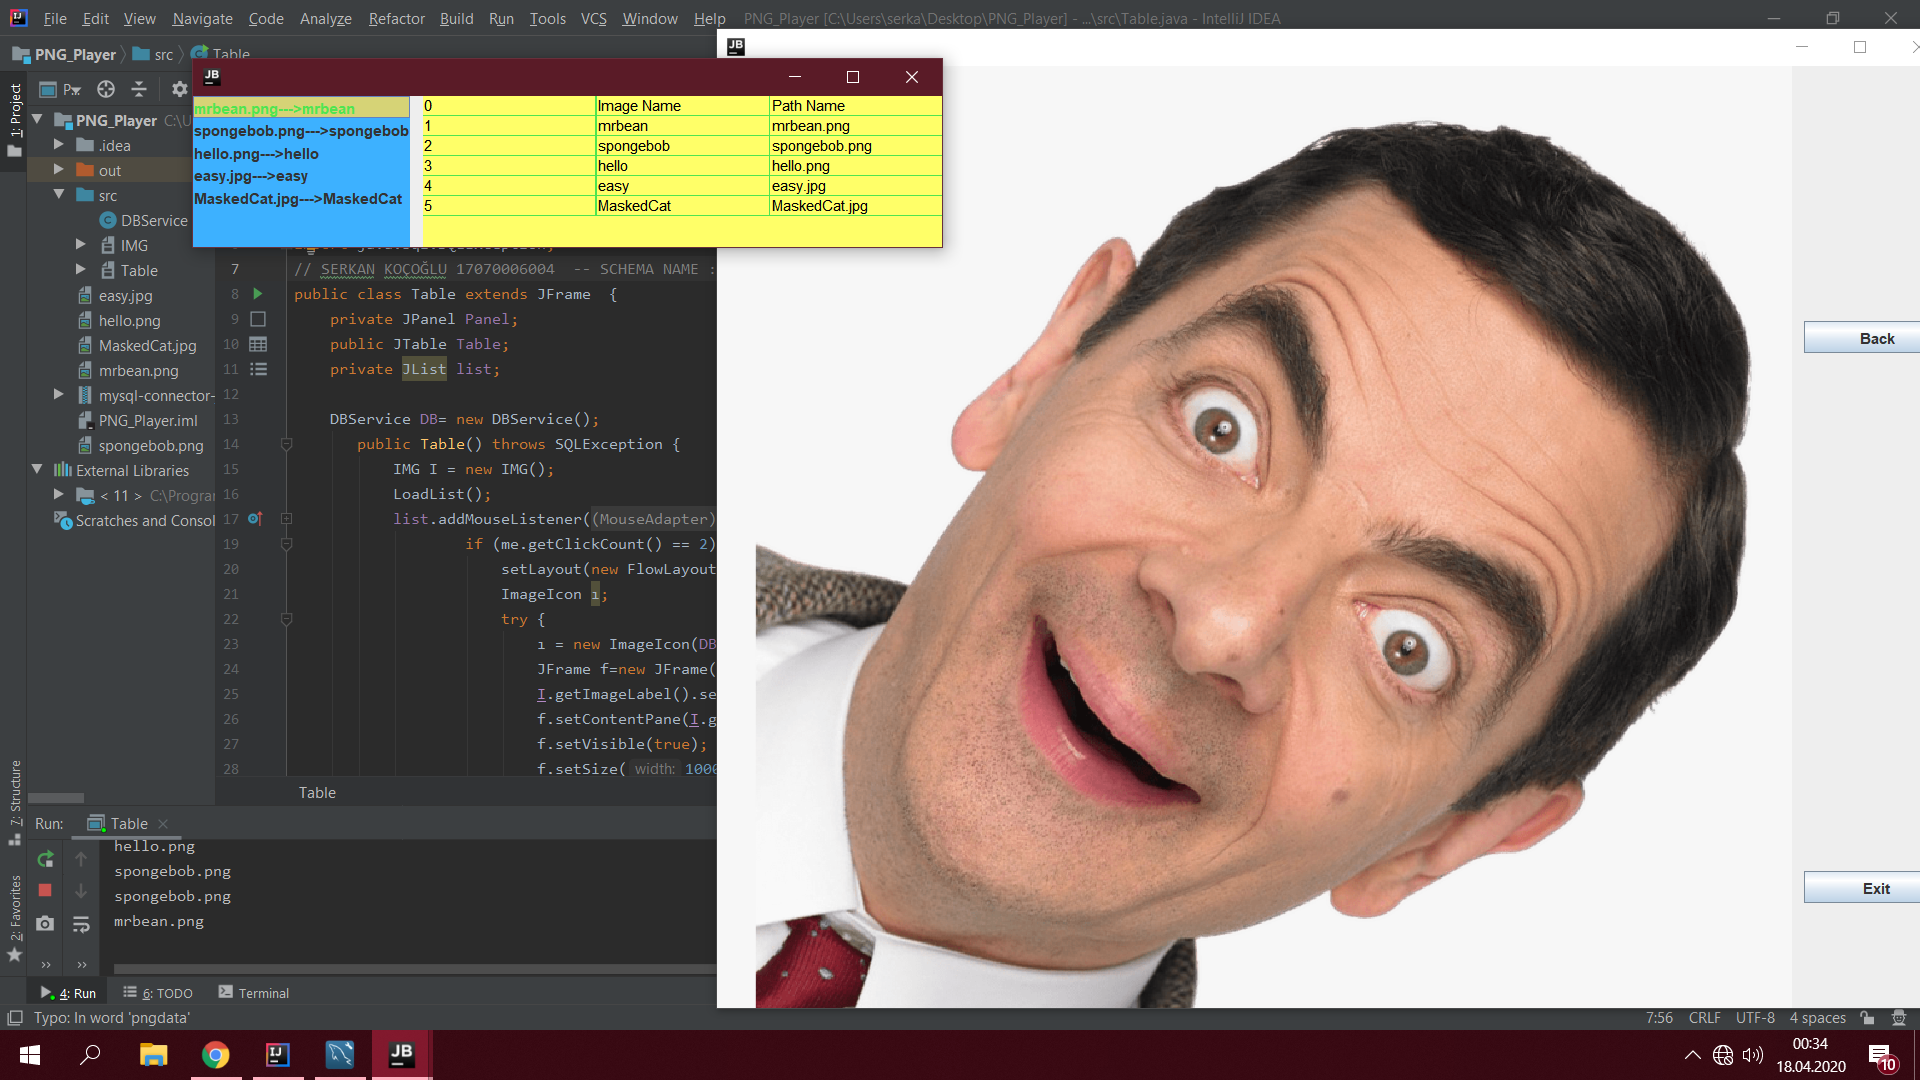 File Edit View Navigate Code Analyze Refactor Build Run Tools VCS Window Help PNG_Player [C:\Users\serka\Desktop\PNG_Player] - ...\src\Table.java - IntelliJ IDEA
PNG_Player src Table
JB
JB
1: Project
P
PNG_Player C:\U
.idea
out
src
DBService
IMG
Table
easy.jpg
hello.png
MaskedCat.jpg
mrbean.png
mysql-connector-
PNG_Player.iml
spongebob.png
External Libraries
< 11 > C:\Prograr
Scratches and Consol
mrbean.png--->mrbean
spongebob.png--->spongebob
hello.png--->hello
easy.jpg--->easy
MaskedCat.jpg--->MaskedCat
0 Image Name Path Name
1 mrbean mrbean.png
2 spongebob spongebob.png
3 hello hello.png
4 easy easy.jpg
5 MaskedCat MaskedCat.jpg
7 // SERKAN KOÇOĞLU 17070006004 -- SCHEMA NAME :
8 public class Table extends JFrame {
9 private JPanel Panel;
10 public JTable Table;
11 private JList list;
12
13 DBService DB= new DBService();
14 public Table() throws SQLException {
15 IMG I = new IMG();
16 LoadList();
17 list.addMouseListener((MouseAdapter)
19 if (me.getClickCount() == 2)
20 setLayout(new FlowLayout
21 ImageIcon ı;
22 try {
23 ı = new ImageIcon(DB
24 JFrame f=new JFrame(
25 I.getImageLabel().se
26 f.setContentPane(I.g
27 f.setVisible(true);
28 f.setSize( width: 1000
Table
Back
Exit
7: Structure
2: Favorites
Run: Table
hello.png
spongebob.png
spongebob.png
mrbean.png
4: Run 6: TODO Terminal
Typo: In word 'pngdata'
7:56 CRLF UTF-8 4 spaces
IJ
JB
00:34
18.04.2020
10